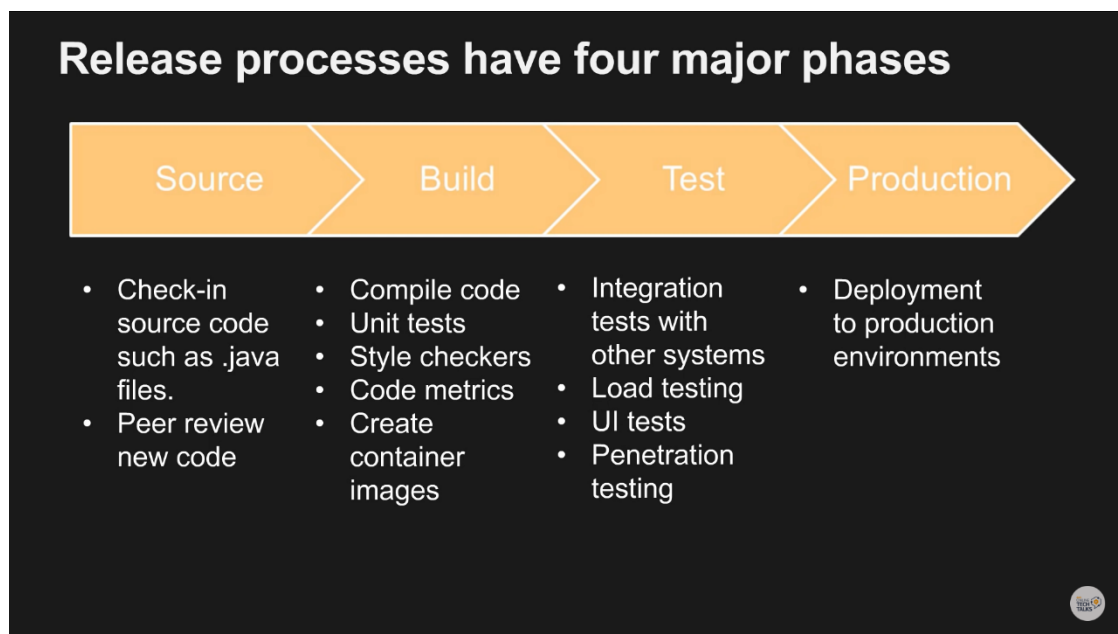 Release processes have four major phases
Source
Build
Test
Production
• Check-in
source code
such as .java
files.
• Peer review
new code
• Compile code
• Unit tests
• Style checkers
• Code metrics
• Create
container
images
• Integration
tests with
other systems
• Load testing
• UI tests
• Penetration
testing
• Deployment
to production
environments
TECH
TALKS